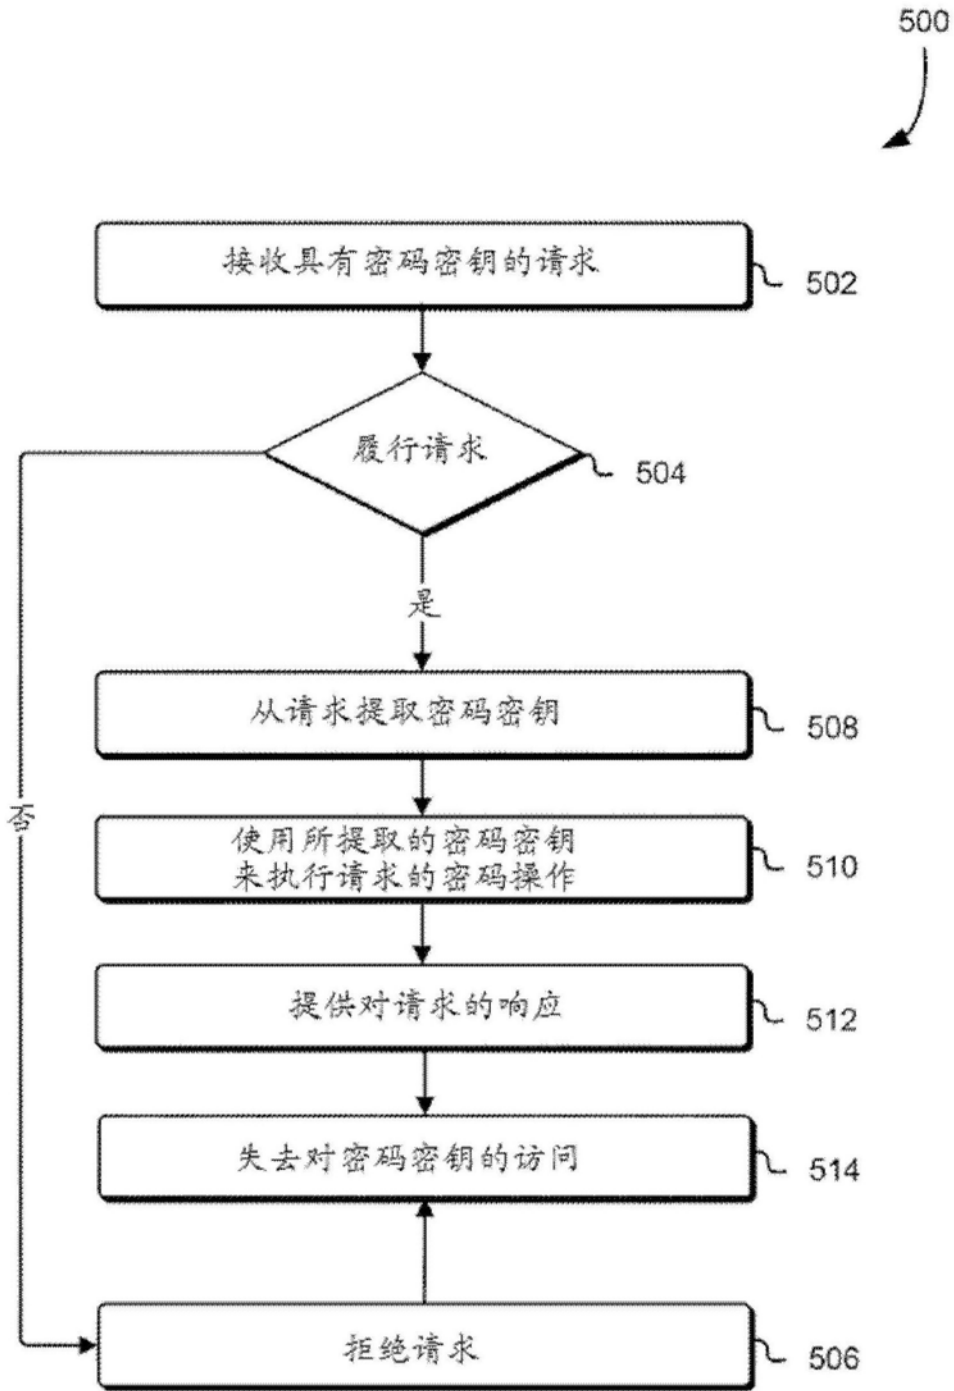 500
接收具有密码密钥的请求
502
履行请求
504
是
从请求提取密码密钥
508
否
使用所提取的密码密钥
来执行请求的密码操作
510
提供对请求的响应
512
失去对密码密钥的访问
514
拒绝请求
506